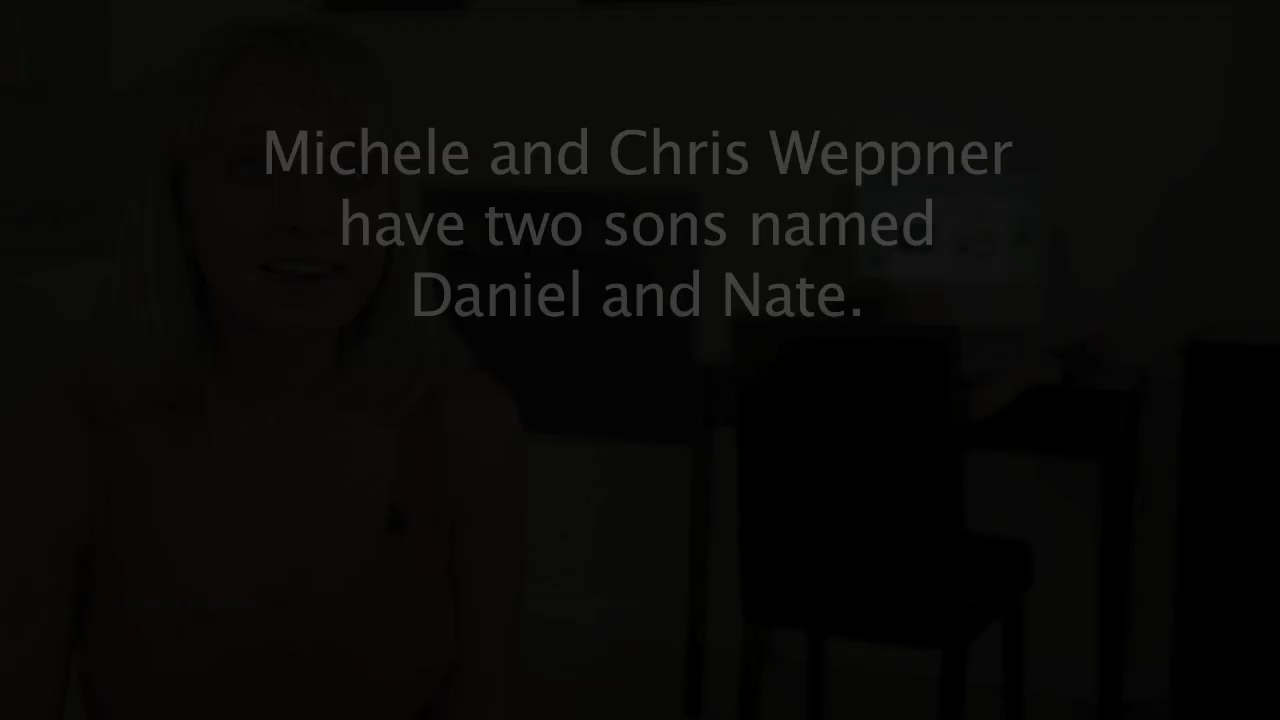 Michele and Chris Weppner
have two sons named
Daniel and Nate.